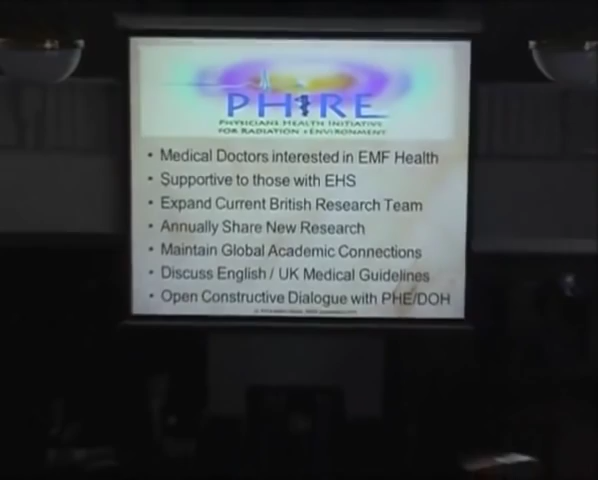 PHIRE
PHYSICIANS HEALTH INITIATIVE
FOR RADIATION + ENVIRONMENT
• Medical Doctors interested in EMF Health
• Supportive to those with EHS
• Expand Current British Research Team
• Annually Share New Research
• Maintain Global Academic Connections
• Discuss English / UK Medical Guidelines
• Open Constructive Dialogue with PHE/DOH